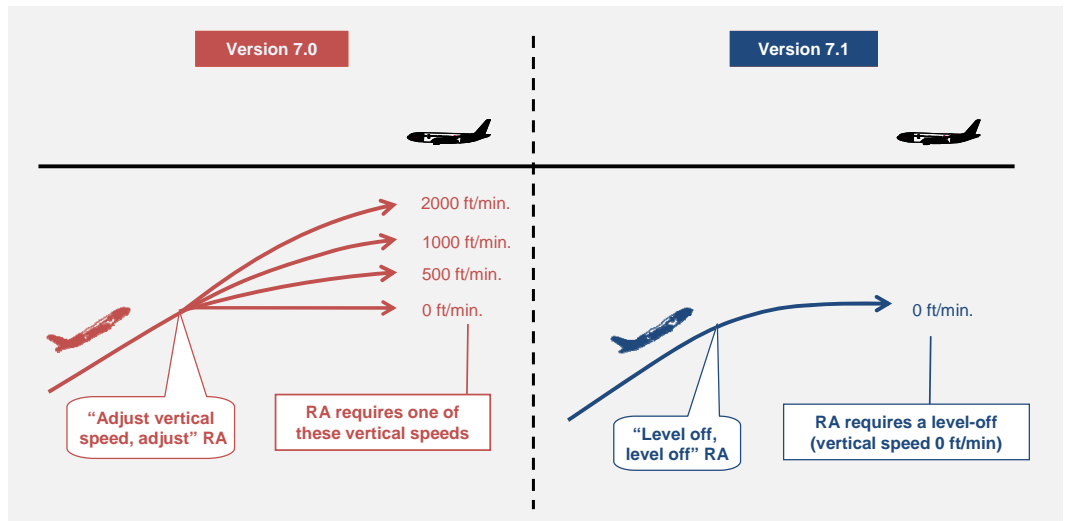 Version 7.0
2000 ft/min.
1000 ft/min.
500 ft/min.
0 ft/min.
“Adjust vertical
speed, adjust” RA
RA requires one of
these vertical speeds
Version 7.1
0 ft/min.
“Level off,
level off” RA
RA requires a level-off
(vertical speed 0 ft/min)